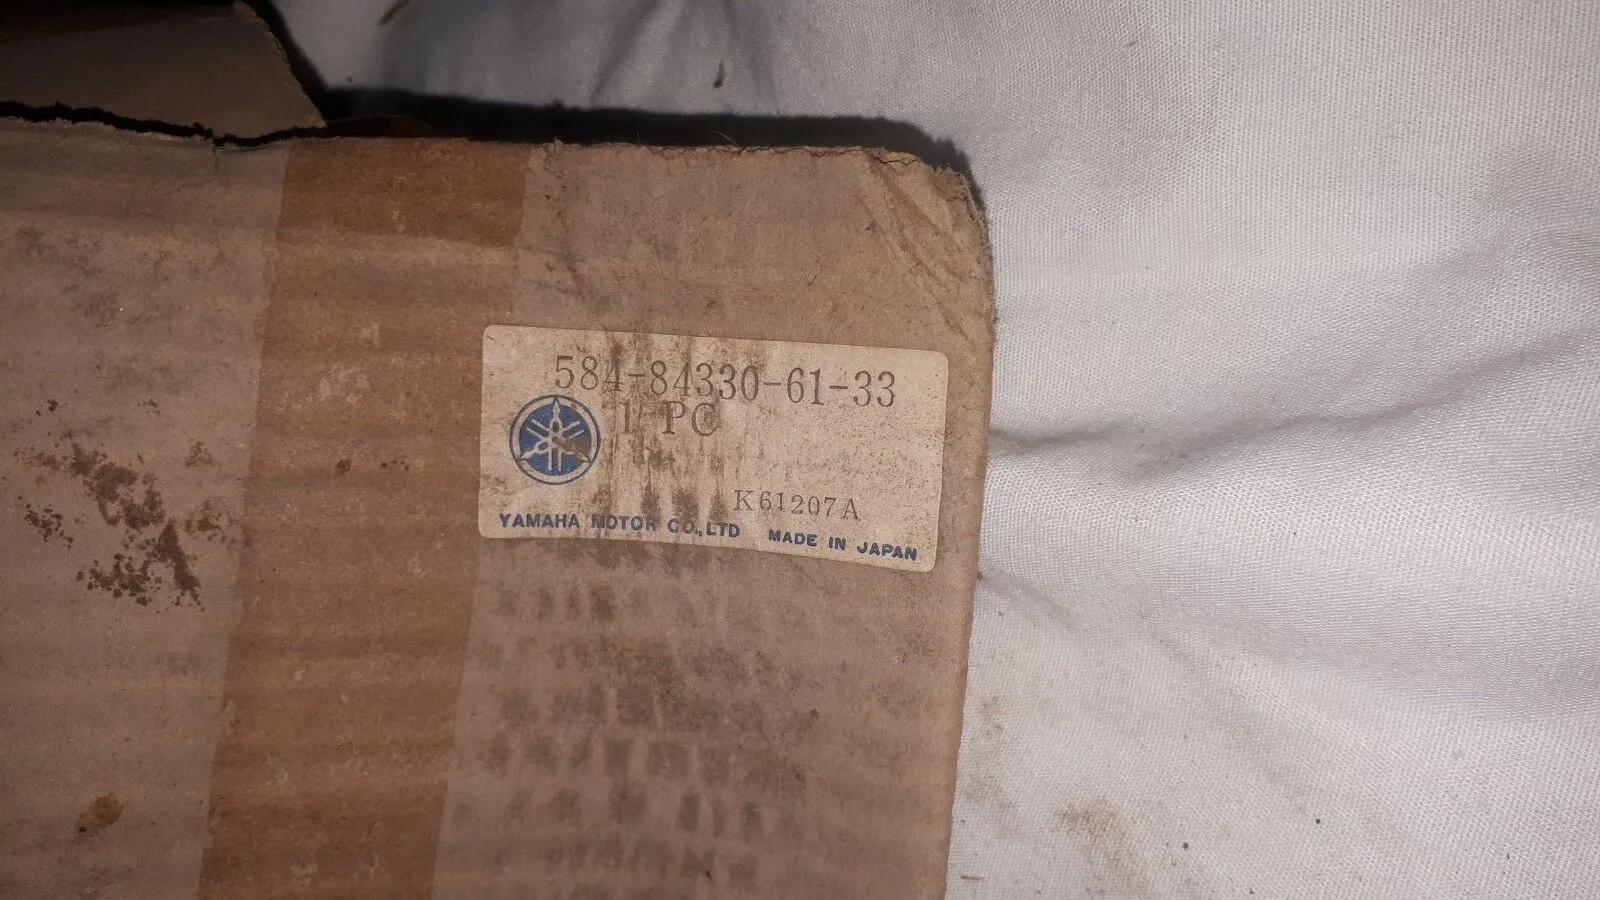 584-84330-61-33
1 PC
K61207A
YAMAHA MOTOR CO.,LTD MADE IN JAPAN